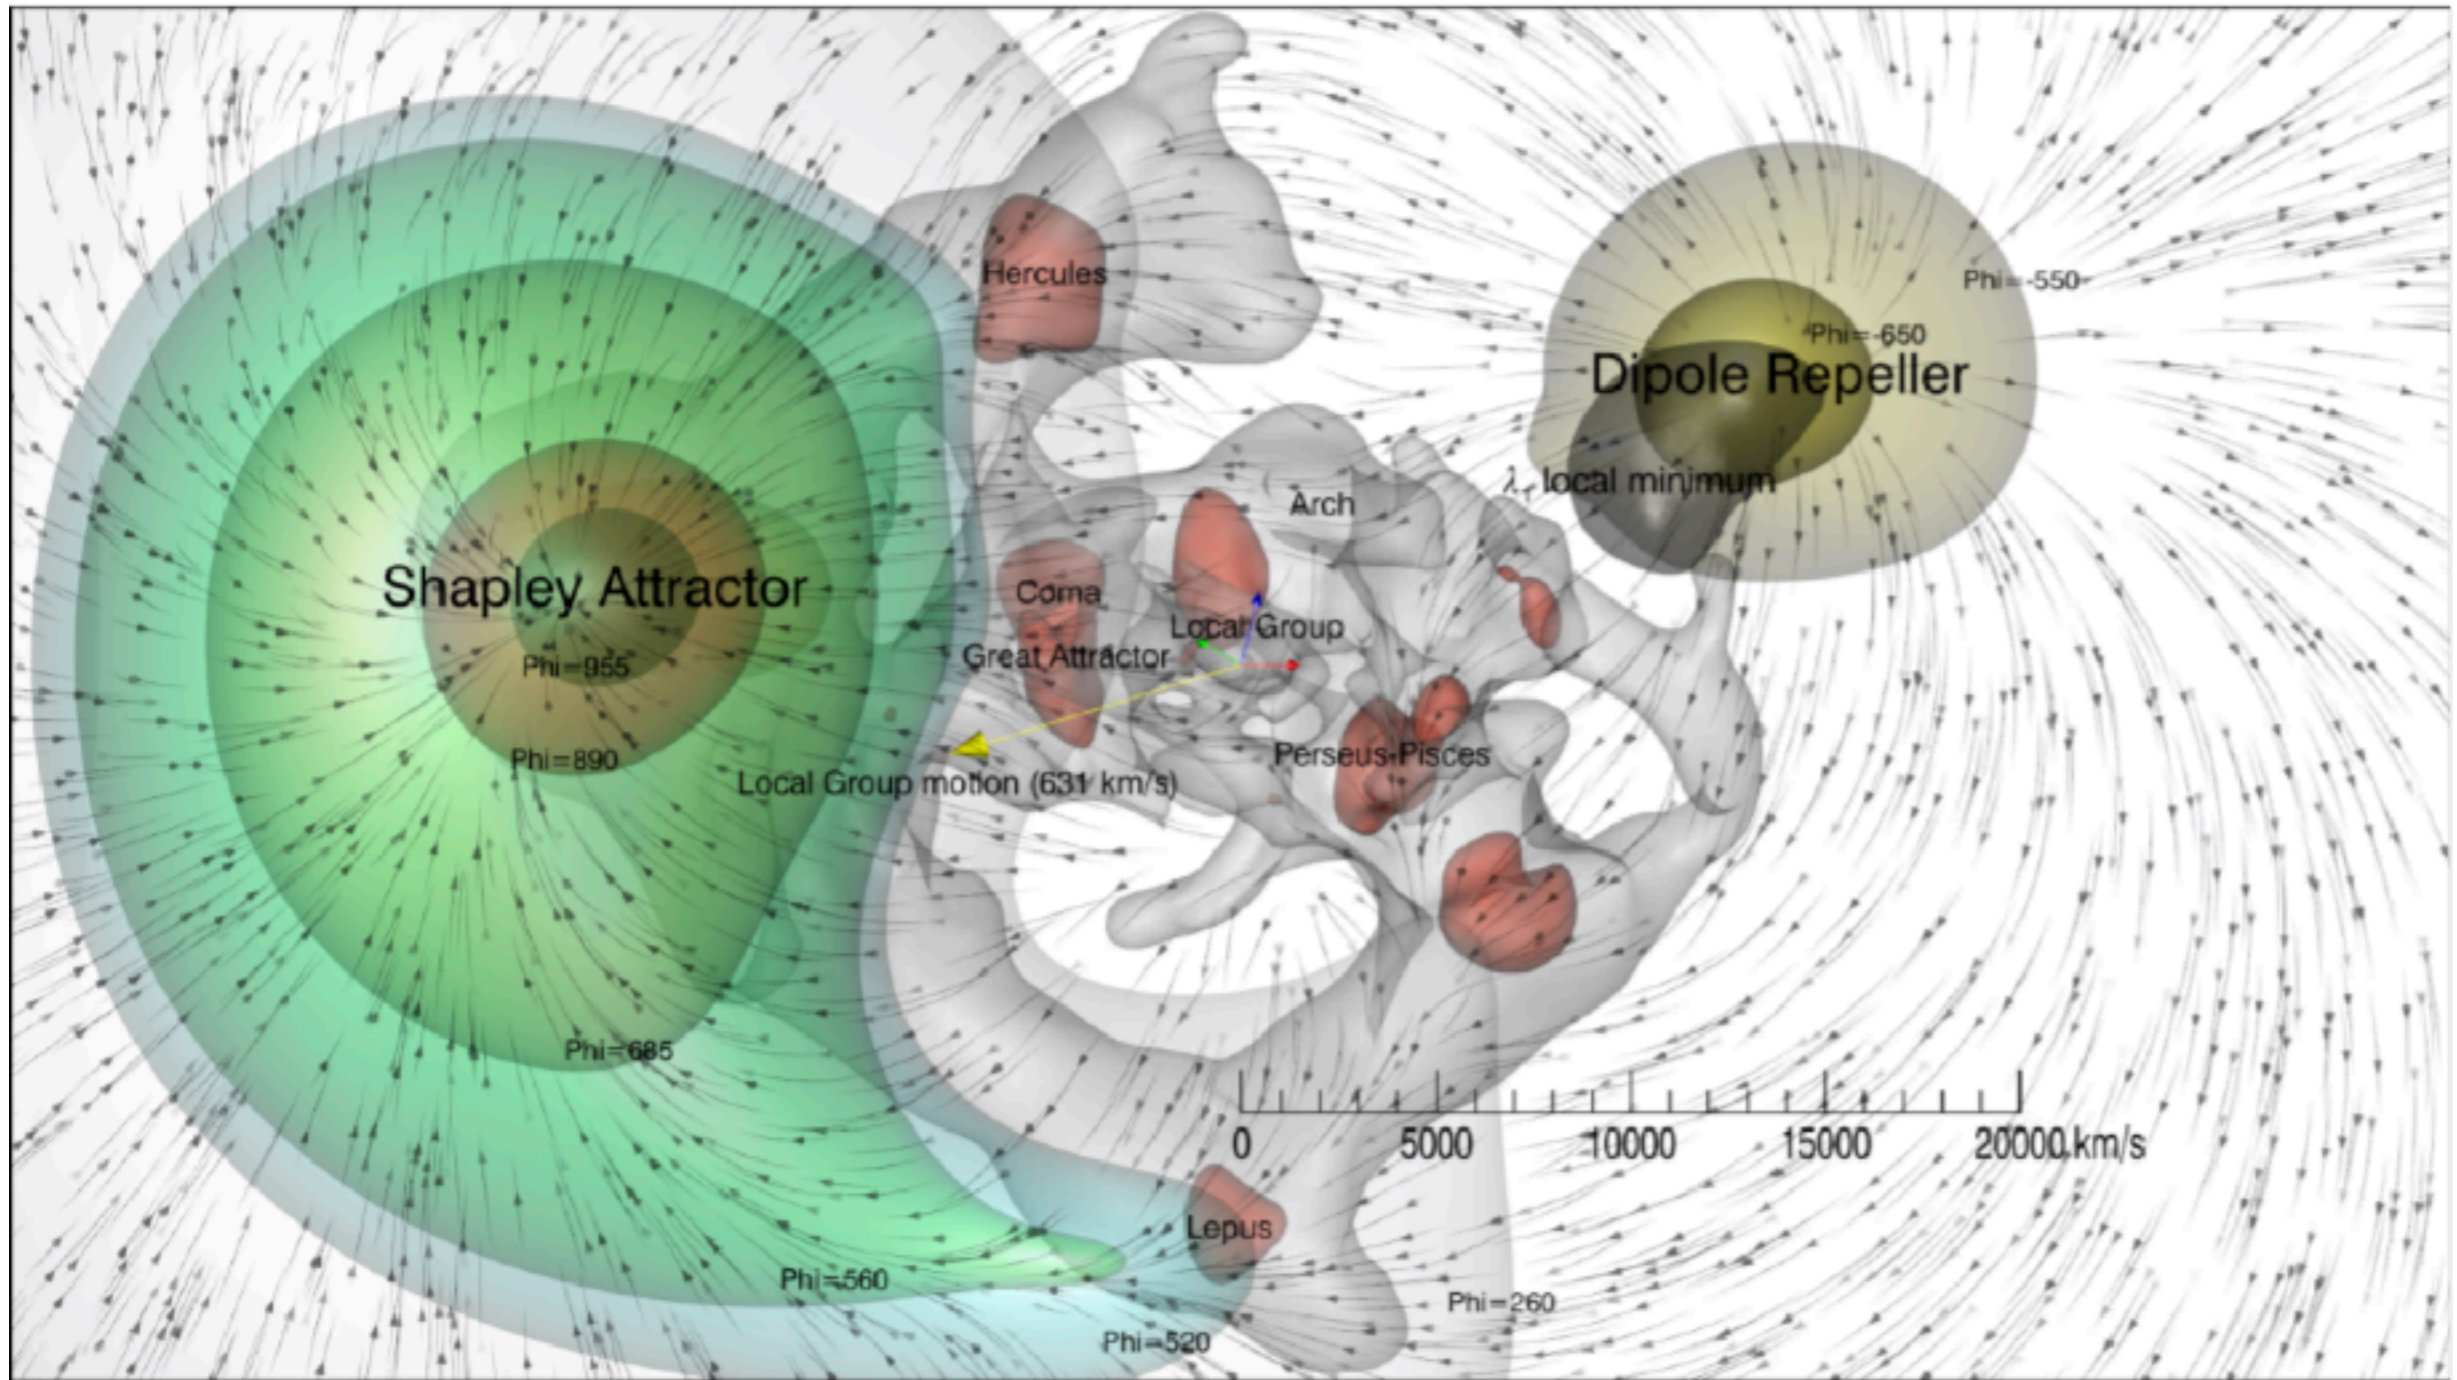 Hercules
Phi=-550
Phi=-650
Dipole Repeller
local minimum
Arch
Shapley Attractor
Coma
Local Group
Great Attractor
Phi=955
Perseus-Pisces
Phi=890
Local Group motion (631 km/s)
Phi=685
0 5000 10000 15000 20000 km/s
Lepus
Phi=560
Phi=260
Phi=520